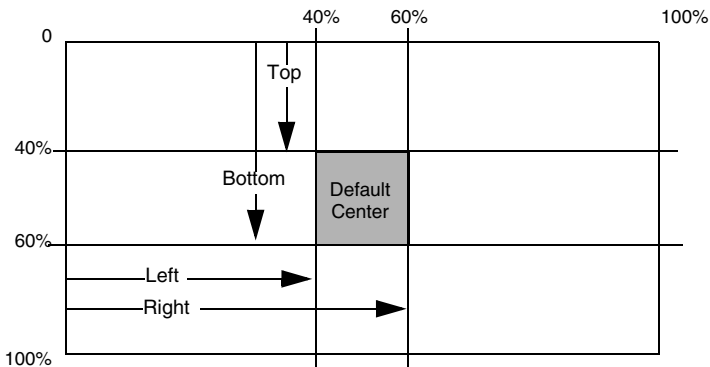 40% 60% 100%
0
Top
40%
Bottom
Default
Center
60%
Left
Right
100%